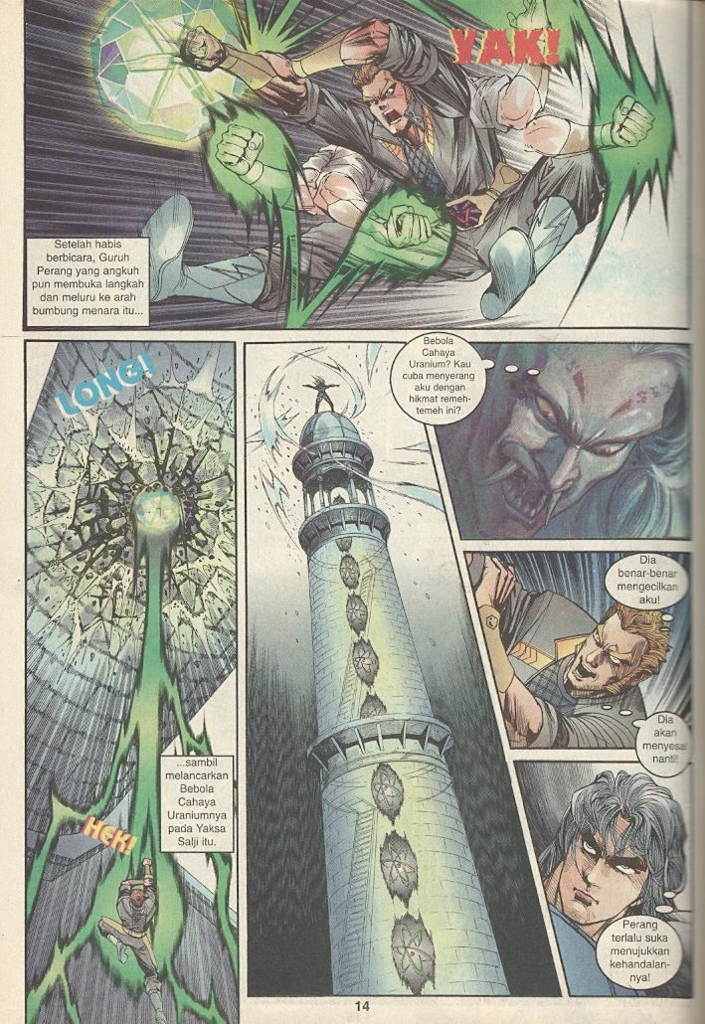 YAK!
Setelah habis
berbicara, Guruh
Perang yang angkuh
pun membuka langkah
dan meluru ke arah
bumbung menara itu...
LONG!
...sambil
melancarkan
Bebola
Cahaya
Uraniumnya
pada Yaksa
Salji itu.
HEK!
Bebola
Cahaya
Uranium? Kau
cuba menyerang
aku dengan
hikmat remeh-
temeh ini?
Dia
benar-benar
mengecilkan
aku!
Dia
akan
menyesal
nanti!
Perang
terlalu suka
menujukkan
kehandalan-
nya!
14